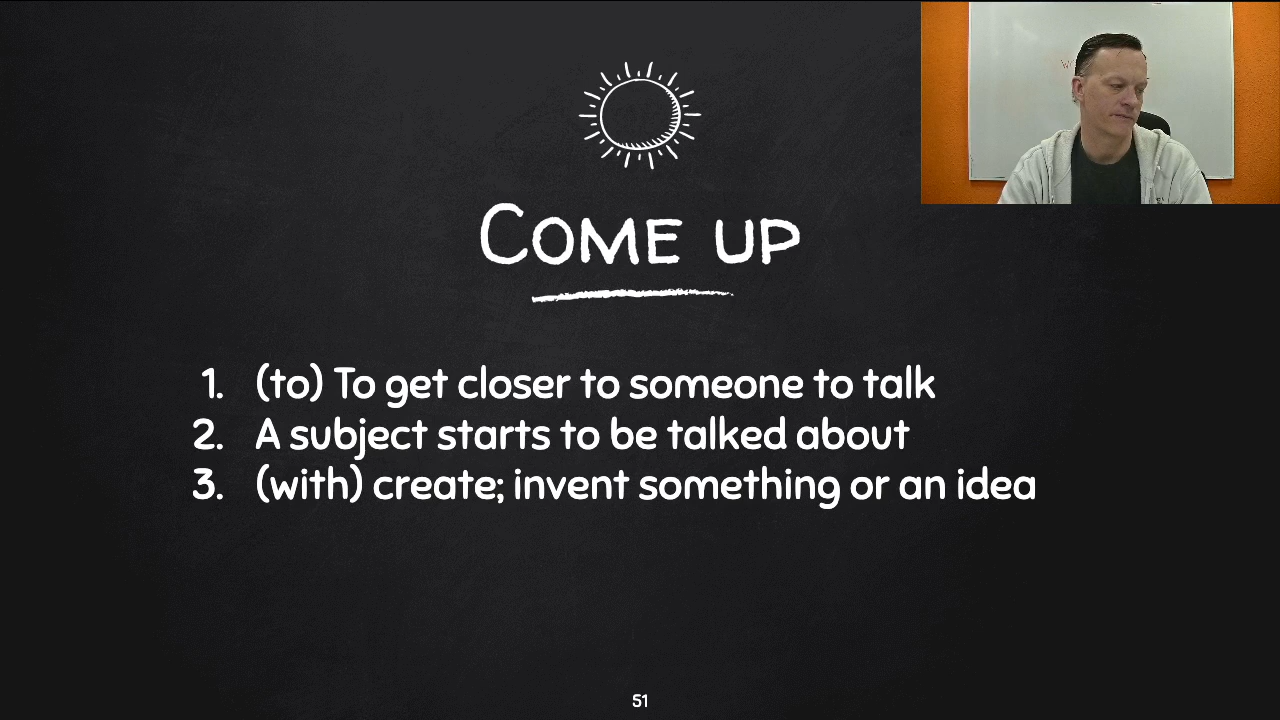 Come up
1. (to) To get closer to someone to talk
2. A subject starts to be talked about
3. (with) create; invent something or an idea
51